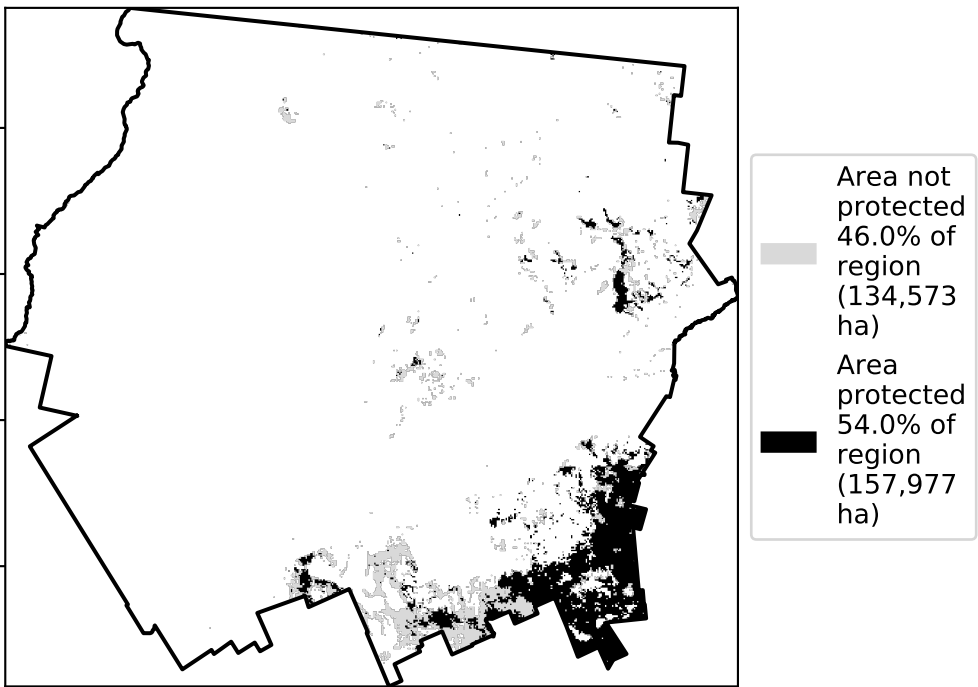 Area not
protected
46.0% of
region
(134,573
ha)
Area
protected
54.0% of
region
(157,977
ha)